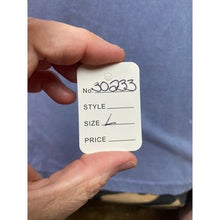 No. 30233
STYLE
SIZE L
PRICE